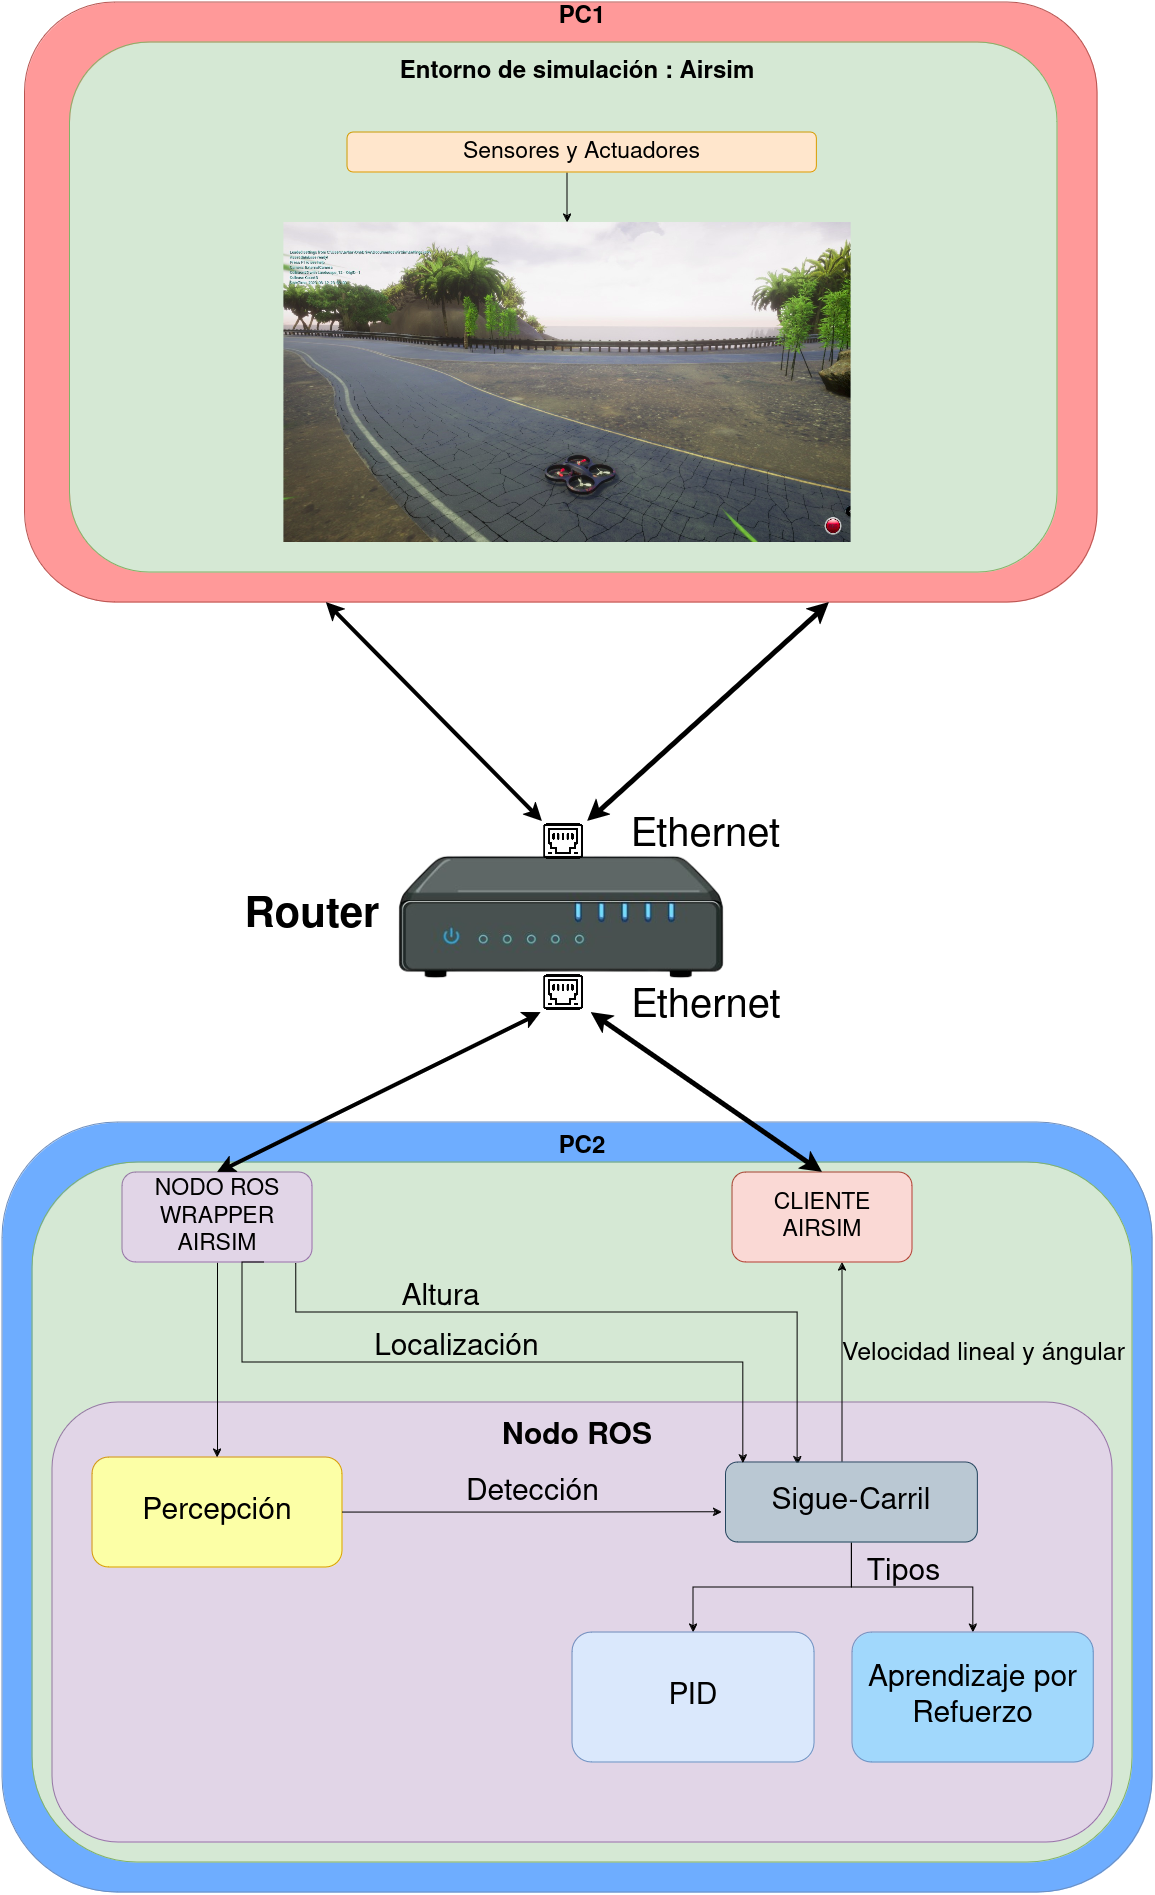 PC1
Entorno de simulación : Airsim
Sensores y Actuadores
Ethernet
Router
Ethernet
PC2
NODO ROS
WRAPPER
AIRSIM
CLIENTE
AIRSIM
Altura
Localización
Velocidad lineal y ángular
Nodo ROS
Percepción
Detección
Sigue-Carril
Tipos
PID
Aprendizaje por
Refuerzo